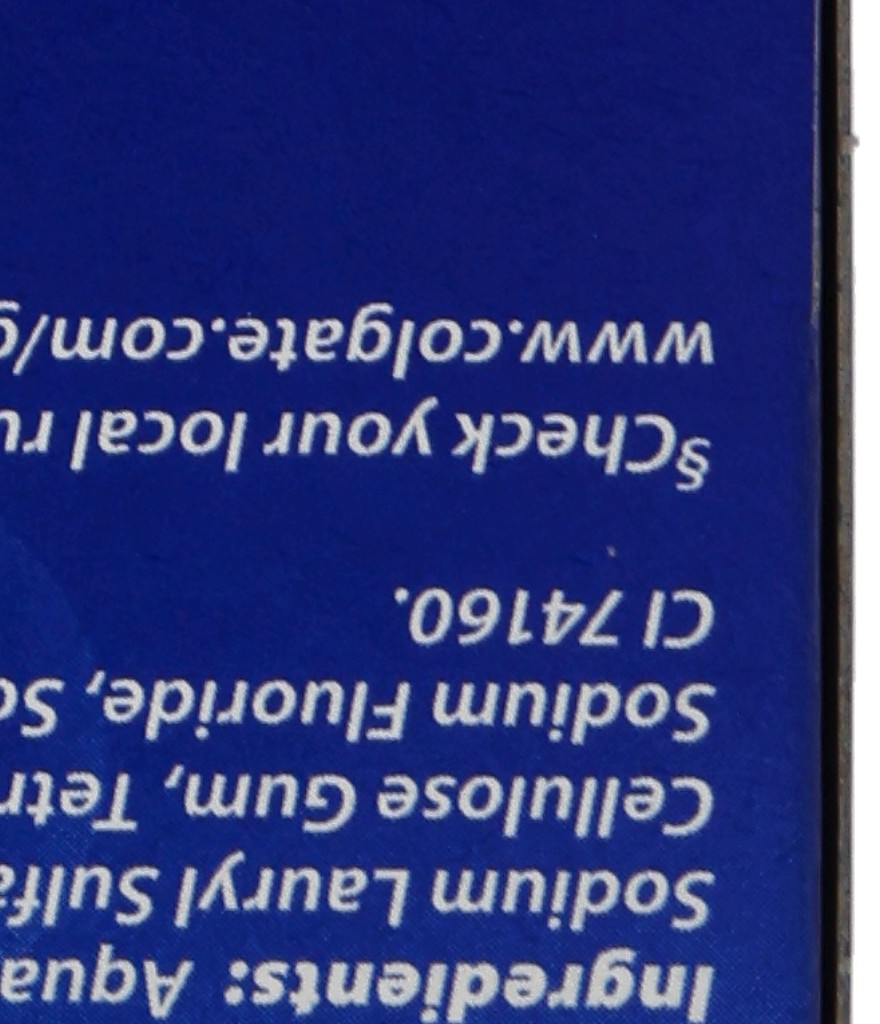 Ingredients: Aqua
Sodium Lauryl Sulfa
Cellulose Gum, Tetr
Sodium Fluoride, So
CI 74160.
§Check your local ru
www.colgate.com/g